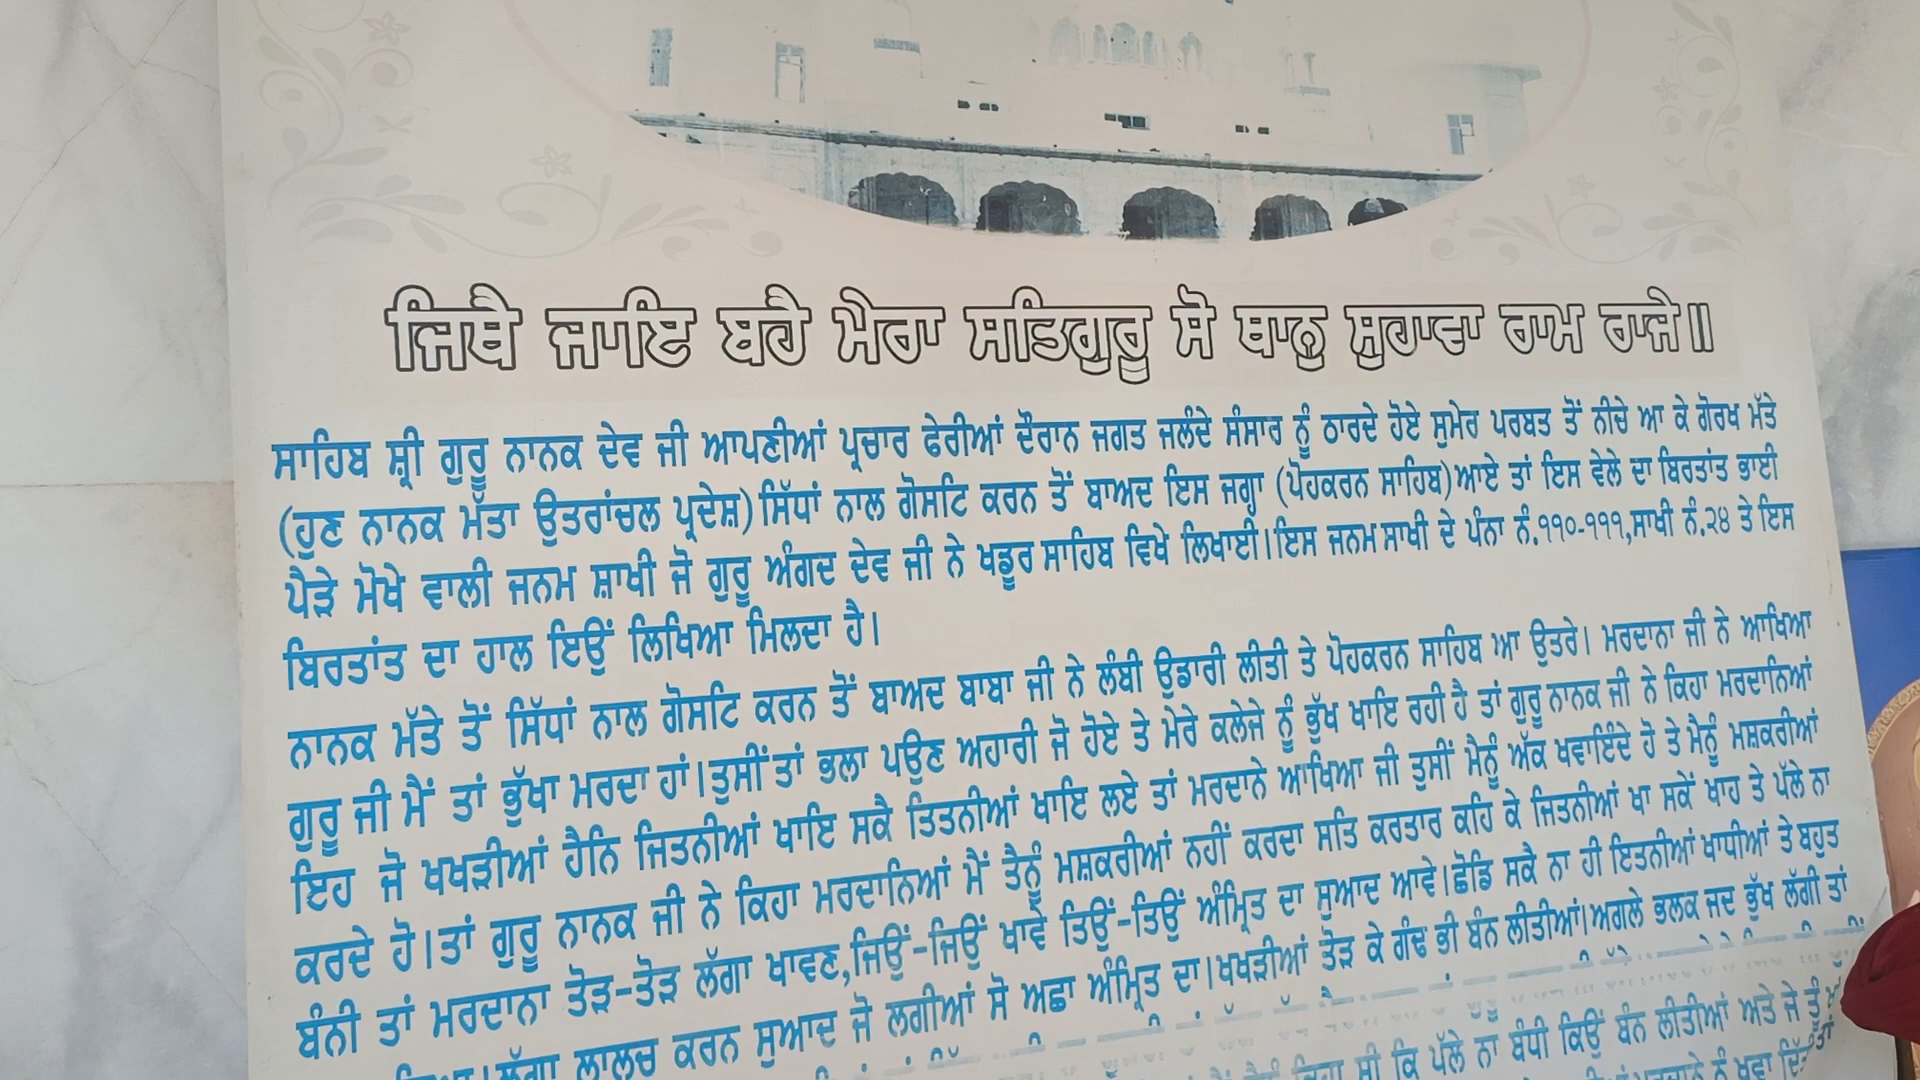 ਜਿਥੈ ਜਾਇ ਬਹੈ ਮੇਰਾ ਸਤਿਗੁਰੂ ਸੋ ਥਾਨੁ ਸੁਹਾਵਾ ਰਾਮ ਰਾਜੇ॥
ਸਾਹਿਬ ਸ਼੍ਰੀ ਗੁਰੂ ਨਾਨਕ ਦੇਵ ਜੀ ਆਪਣੀਆਂ ਪ੍ਰਚਾਰ ਫੇਰੀਆਂ ਦੌਰਾਨ ਜਗਤ ਜਲੰਦੇ ਸੰਸਾਰ ਨੂੰ ਠਾਰਦੇ ਹੋਏ ਸੁਮੇਰ ਪਰਬਤ ਤੋਂ ਨੀਚੇ ਆ ਕੇ ਗੋਰਖ ਮੱਤੇ
(ਹੁਣ ਨਾਨਕ ਮੱਤਾ ਉਤਰਾਂਚਲ ਪ੍ਰਦੇਸ਼) ਸਿੱਧਾਂ ਨਾਲ ਗੋਸਟਿ ਕਰਨ ਤੋਂ ਬਾਅਦ ਇਸ ਜਗ੍ਹਾ (ਪੋਹਕਰਨ ਸਾਹਿਬ) ਆਏ ਤਾਂ ਇਸ ਵੇਲੇ ਦਾ ਬਿਰਤਾਂਤ ਭਾਈ
ਪੈੜੇ ਮੋਖੇ ਵਾਲੀ ਜਨਮ ਸ਼ਾਖੀ ਜੋ ਗੁਰੂ ਅੰਗਦ ਦੇਵ ਜੀ ਨੇ ਖਡੂਰ ਸਾਹਿਬ ਵਿਖੇ ਲਿਖਾਈ।ਇਸ ਜਨਮ ਸਾਖੀ ਦੇ ਪੰਨਾ ਨੰ.੧੧੦-੧੧੧,ਸਾਖੀ ਨੰ.੨੪ ਤੇ ਇਸ
ਬਿਰਤਾਂਤ ਦਾ ਹਾਲ ਇਉਂ ਲਿਖਿਆ ਮਿਲਦਾ ਹੈ।
ਨਾਨਕ ਮੱਤੇ ਤੋਂ ਸਿੱਧਾਂ ਨਾਲ ਗੋਸਟਿ ਕਰਨ ਤੋਂ ਬਾਅਦ ਬਾਬਾ ਜੀ ਨੇ ਲੰਬੀ ਉਡਾਰੀ ਲੀਤੀ ਤੇ ਪੋਹਕਰਨ ਸਾਹਿਬ ਆ ਉਤਰੇ। ਮਰਦਾਨਾ ਜੀ ਨੇ ਆਖਿਆ
ਗੁਰੂ ਜੀ ਮੈਂ ਤਾਂ ਭੁੱਖਾ ਮਰਦਾ ਹਾਂ।ਤੁਸੀਂ ਤਾਂ ਭਲਾ ਪਉਣ ਅਹਾਰੀ ਜੋ ਹੋਏ ਤੇ ਮੇਰੇ ਕਲੇਜੇ ਨੂੰ ਭੁੱਖ ਖਾਇ ਰਹੀ ਹੈ ਤਾਂ ਗੁਰੂ ਨਾਨਕ ਜੀ ਨੇ ਕਿਹਾ ਮਰਦਾਨਿਆਂ
ਇਹ ਜੋ ਖਖੜੀਆਂ ਹੈਨਿ ਜਿਤਨੀਆਂ ਖਾਇ ਸਕੈ ਤਿਤਨੀਆਂ ਖਾਇ ਲਏ ਤਾਂ ਮਰਦਾਨੇ ਆਖਿਆ ਜੀ ਤੁਸੀਂ ਮੈਨੂੰ ਅੱਕ ਖਵਾਇੰਦੇ ਹੋ ਤੇ ਮੈਨੂੰ ਮਸ਼ਕਰੀਆਂ
ਕਰਦੇ ਹੋ।ਤਾਂ ਗੁਰੂ ਨਾਨਕ ਜੀ ਨੇ ਕਿਹਾ ਮਰਦਾਨਿਆਂ ਮੈਂ ਤੈਨੂੰ ਮਸ਼ਕਰੀਆਂ ਨਹੀਂ ਕਰਦਾ ਸਤਿ ਕਰਤਾਰ ਕਹਿ ਕੇ ਜਿਤਨੀਆਂ ਖਾ ਸਕੇਂ ਖਾਹ ਤੇ ਪੱਲੇ ਨਾ
ਬੰਨੀ ਤਾਂ ਮਰਦਾਨਾ ਤੋੜ-ਤੋੜ ਲੱਗਾ ਖਾਵਣ,ਜਿਉਂ-ਜਿਉਂ ਖਾਵੇਂ ਤਿਉਂ-ਤਿਉਂ ਅੰਮ੍ਰਿਤ ਦਾ ਸੁਆਦ ਆਵੇ।ਛੋਡਿ ਸਕੈ ਨਾ ਹੀ ਇਤਨੀਆਂ ਖਾਧੀਆਂ ਤੇ ਬਹੁਤ
ਲੱਗਾ ਲਾਲਚ ਕਰਨ ਸੁਆਦ ਜੋ ਲਗੀਆਂ ਸੋ ਅਛਾ ਅੰਮ੍ਰਿਤ ਦਾ।ਖਖੜੀਆਂ ਤੋੜ ਕੇ ਗੰਢ ਭੀ ਬੰਨ ਲੀਤੀਆਂ।ਅਗਲੇ ਭਲਕ ਜਦ ਭੁੱਖ ਲੱਗੀ ਤਾਂ
ਕਿ ਪੱਲੇ ਨਾ ਬੰਧੀ ਕਿਉਂ ਬੰਨ ਲੀਤੀਆਂ ਅਤੇ ਜੇ ਤੂੰ